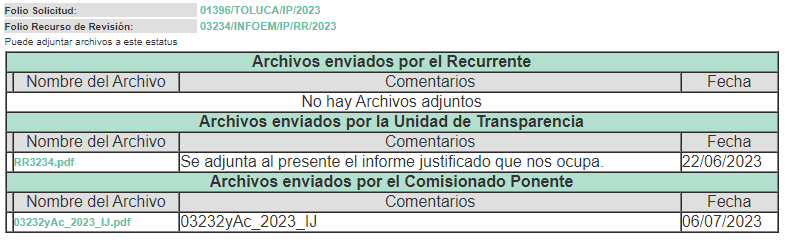 Folio Solicitud: 01396/TOLUCA/IP/2023
Folio Recurso de Revisión: 03234/INFOEM/IP/RR/2023
Puede adjuntar archivos a este estatus
Archivos enviados por el Recurrente
Nombre del Archivo Comentarios Fecha
No hay Archivos adjuntos
Archivos enviados por la Unidad de Transparencia
Nombre del Archivo Comentarios Fecha
RR3234.pdf Se adjunta al presente el informe justificado que nos ocupa. 22/06/2023
Archivos enviados por el Comisionado Ponente
Nombre del Archivo Comentarios Fecha
03232yAc_2023_IJ.pdf 03232yAc_2023_IJ 06/07/2023